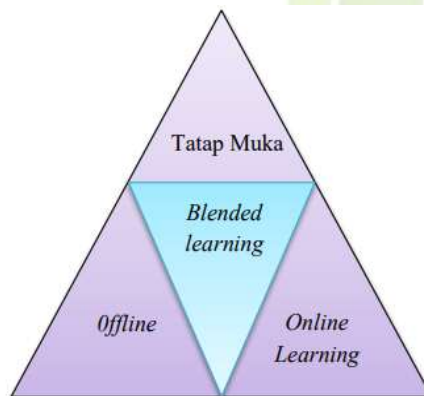 Tatap Muka
Blended
learning
0ffline
Online
Learning